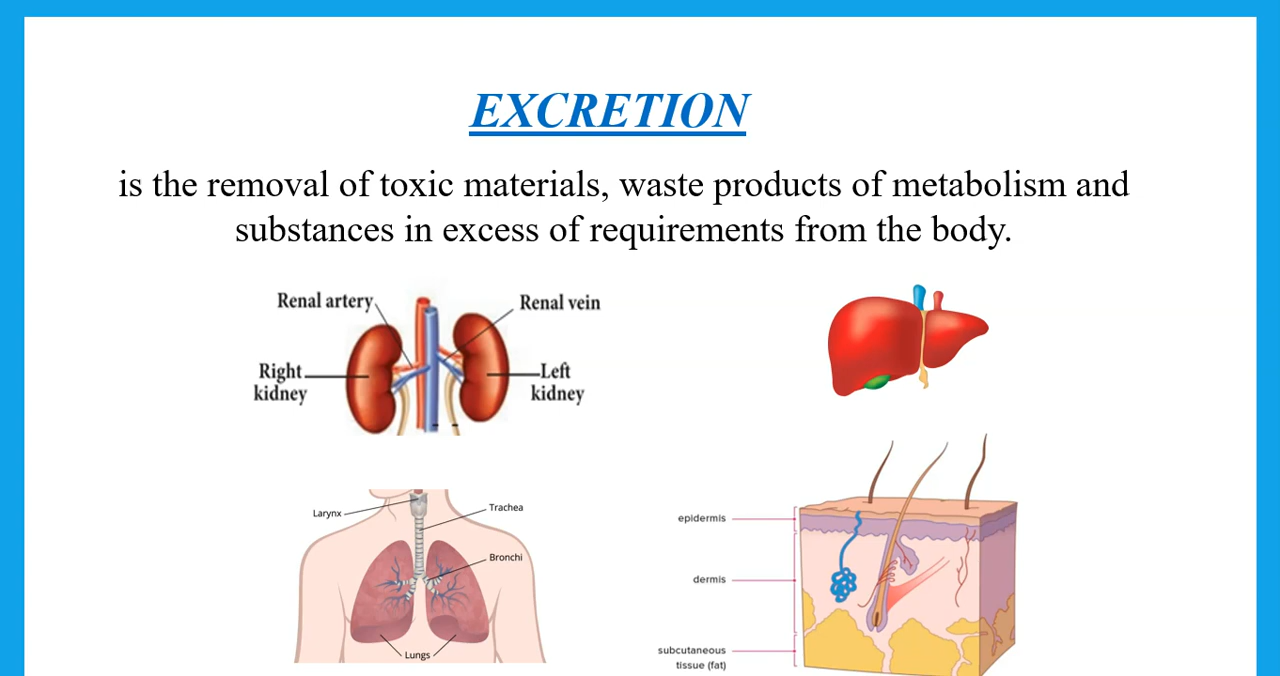 EXCRETION
is the removal of toxic materials, waste products of metabolism and
substances in excess of requirements from the body.
Renal artery
Renal vein
Right
kidney
Left
kidney
Larynx
Trachea
Bronchi
Lungs
epidermis
dermis
subcutaneous
tissue (fat)